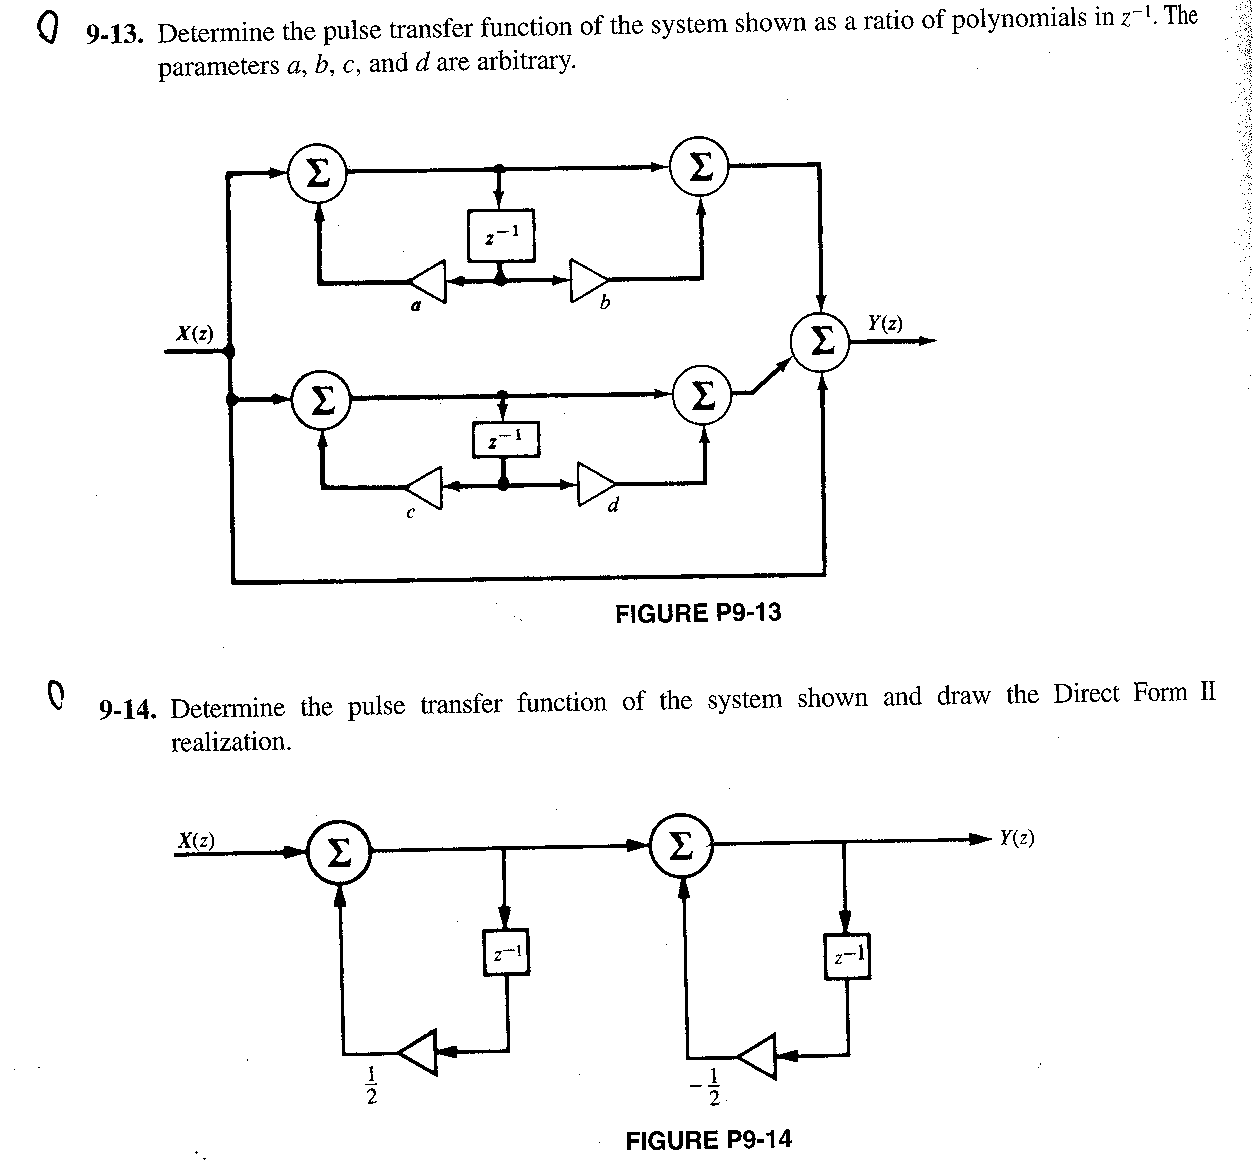 9-13. Determine the pulse transfer function of the system shown as a ratio of polynomials in z⁻¹. The
parameters a, b, c, and d are arbitrary.
Σ
Σ
z⁻¹
a
b
X(z)
Y(z)
Σ
Σ
Σ
z⁻¹
c
d
FIGURE P9-13
9-14. Determine the pulse transfer function of the system shown and draw the Direct Form II
realization.
X(z)
Σ
Σ
Y(z)
z⁻¹
z⁻¹
1/2
-1/2
FIGURE P9-14